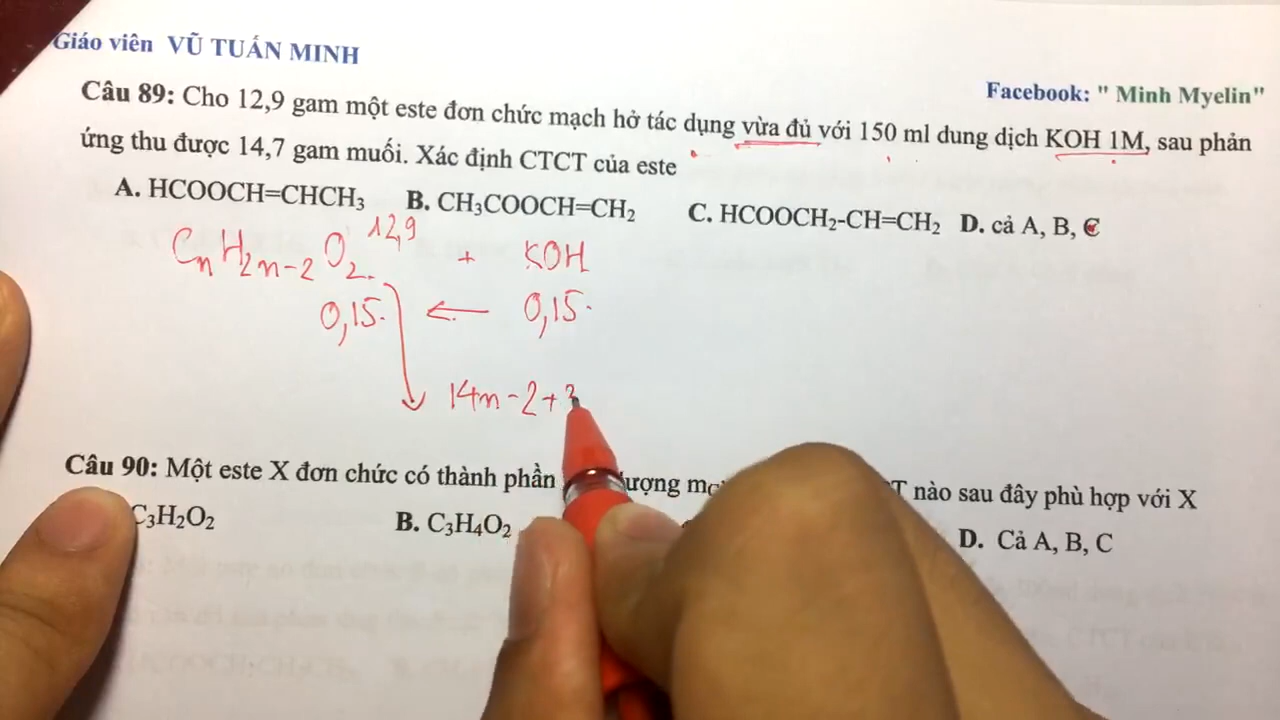 Giáo viên VŨ TUẤN MINH
Facebook: " Minh Myelin"
Câu 89: Cho 12,9 gam một este đơn chức mạch hở tác dụng vừa đủ với 150 ml dung dịch KOH 1M, sau phản
ứng thu được 14,7 gam muối. Xác định CTCT của este
A. HCOOCH=CHCH3 B. CH3COOCH=CH2 C. HCOOCH2-CH=CH2 D. cả A, B, C
CnH2n-2O2 12,9 + KOH
0,15 ← 0,15
14n-2+3
Câu 90: Một este X đơn chức có thành phần ượng mC nào sau đây phù hợp với X
C3H2O2 B. C3H4O2 D. Cả A, B, C